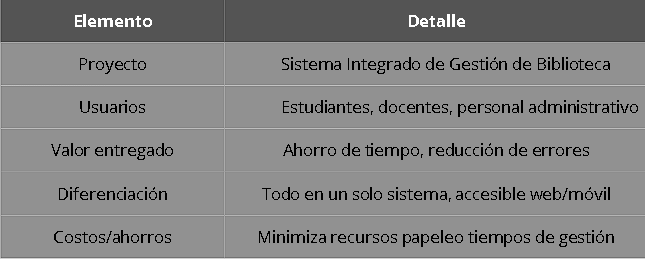 Elemento Detalle
Proyecto Sistema Integrado de Gestión de Biblioteca
Usuarios Estudiantes, docentes, personal administrativo
Valor entregado Ahorro de tiempo, reducción de errores
Diferenciación Todo en un solo sistema, accesible web/móvil
Costos/ahorros Minimiza recursos papeleo tiempos de gestión